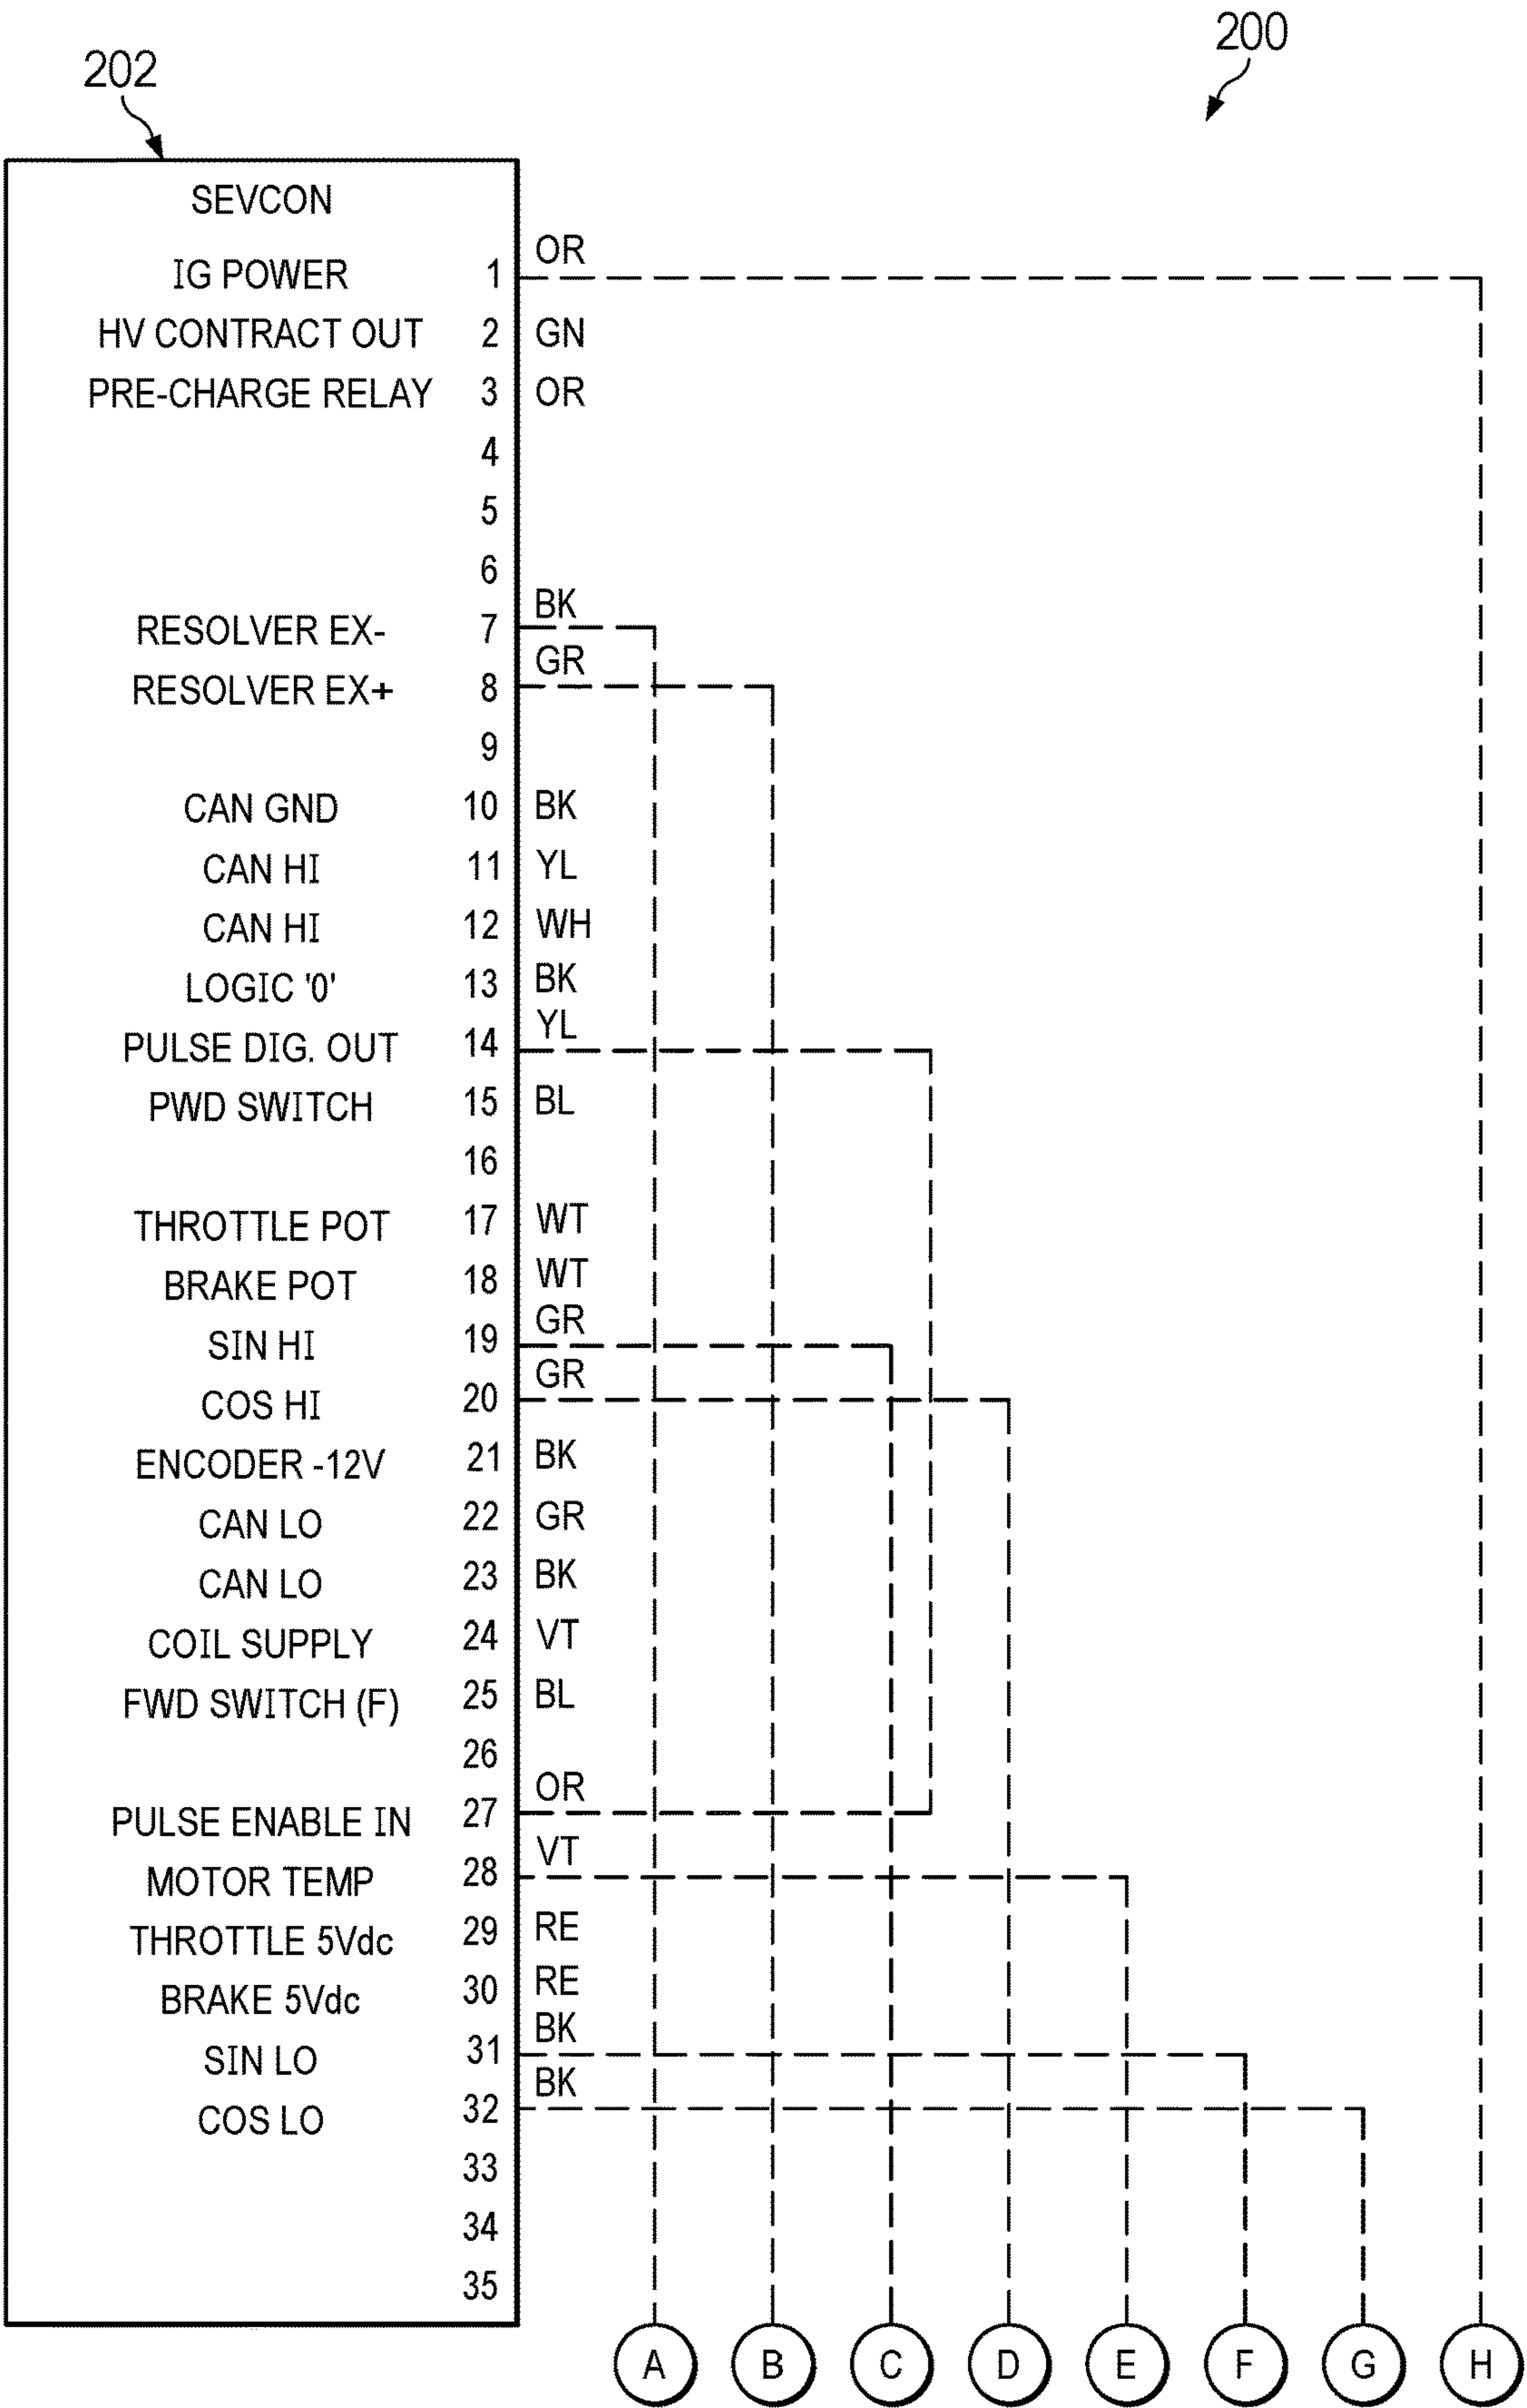 200
202
SEVCON
IG POWER 1 OR
HV CONTRACT OUT 2 GN
PRE-CHARGE RELAY 3 OR
4
5
6
RESOLVER EX- 7 BK
RESOLVER EX+ 8 GR
9
CAN GND 10 BK
CAN HI 11 YL
CAN HI 12 WH
LOGIC '0' 13 BK
PULSE DIG. OUT 14 YL
PWD SWITCH 15 BL
16
THROTTLE POT 17 WT
BRAKE POT 18 WT
SIN HI 19 GR
COS HI 20 GR
ENCODER -12V 21 BK
CAN LO 22 GR
CAN LO 23 BK
COIL SUPPLY 24 VT
FWD SWITCH (F) 25 BL
26
PULSE ENABLE IN 27 OR
MOTOR TEMP 28 VT
THROTTLE 5Vdc 29 RE
BRAKE 5Vdc 30 RE
SIN LO 31 BK
COS LO 32 BK
33
34
35
A B C D E F G H